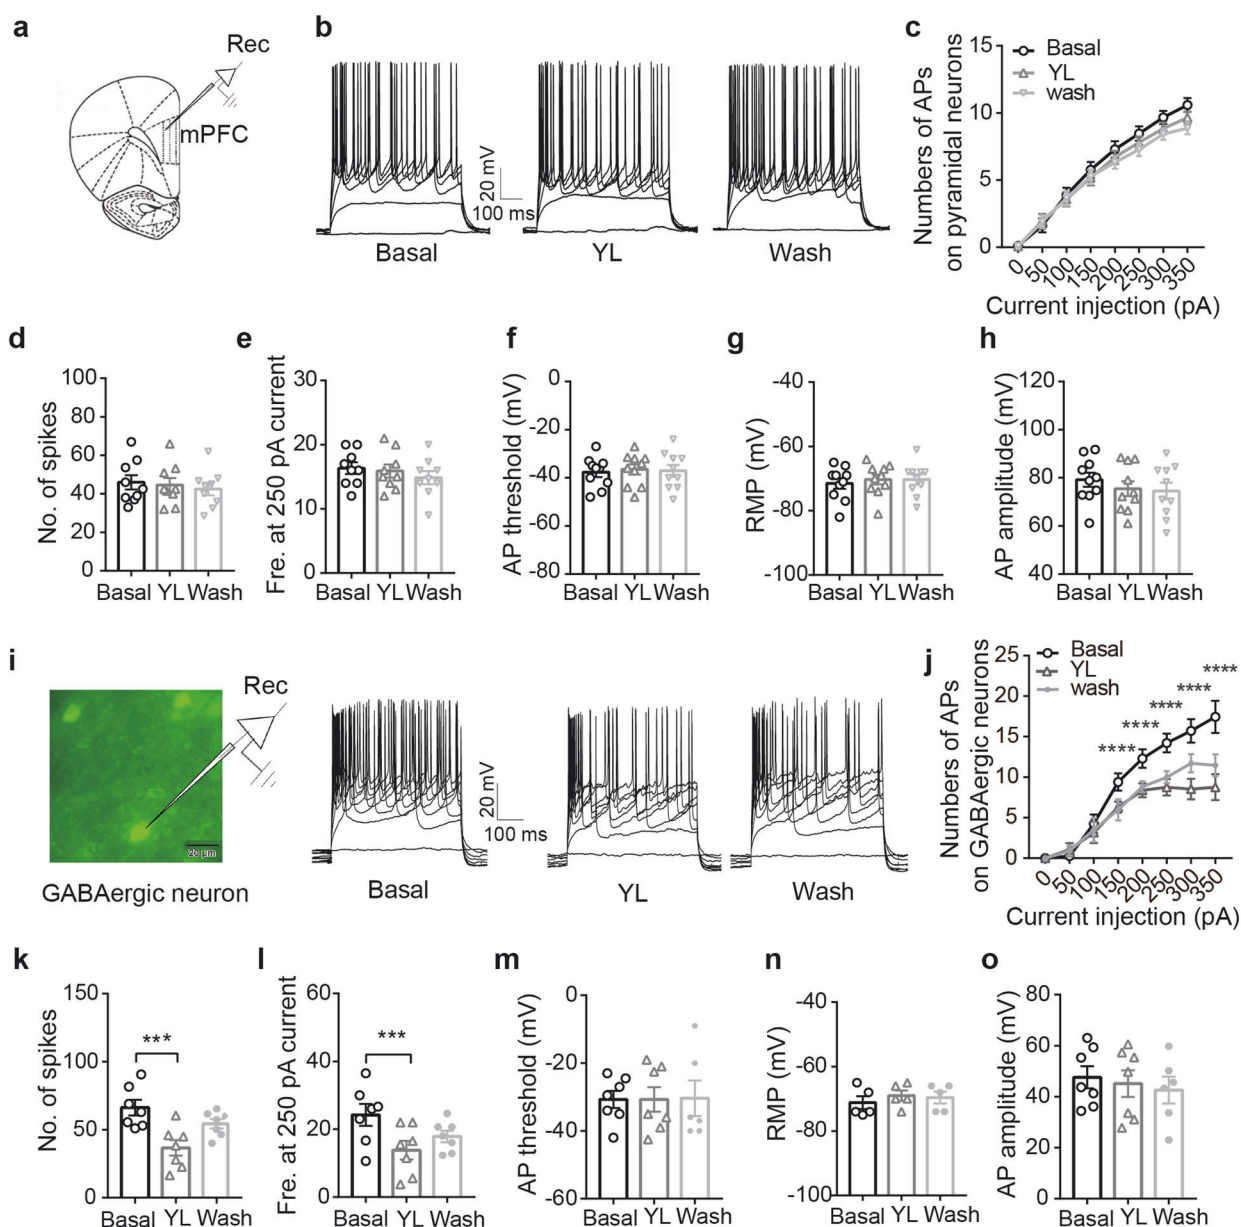 a
Rec
mPFC
b
20 mV
100 ms
Basal
YL
Wash
c
Numbers of APs
on pyramidal neurons
15
10
5
0
Basal
YL
wash
0
50
100
150
200
250
300
350
Current injection (pA)
d
No. of spikes
100
80
60
40
20
0
Basal YL Wash
e
Fre. at 250 pA current
30
20
10
0
Basal YL Wash
f
AP threshold (mV)
0
-20
-40
-60
-80
Basal YL Wash
g
RMP (mV)
-40
-60
-80
-100
Basal YL Wash
h
AP amplitude (mV)
120
100
80
60
40
Basal YL Wash
i
Rec
20 μm
GABAergic neuron
20 mV
100 ms
Basal
YL
Wash
j
Numbers of APs
on GABAergic neurons
25
20
15
10
5
0
Basal
YL
wash
****
****
****
****
****
0
50
100
150
200
250
300
350
Current injection (pA)
k
No. of spikes
150
100
50
0
***
Basal YL Wash
l
Fre. at 250 pA current
60
40
20
0
***
Basal YL Wash
m
AP threshold (mV)
0
-20
-40
-60
Basal YL Wash
n
RMP (mV)
-40
-60
-80
-100
Basal YL Wash
o
AP amplitude (mV)
80
60
40
20
0
Basal YL Wash